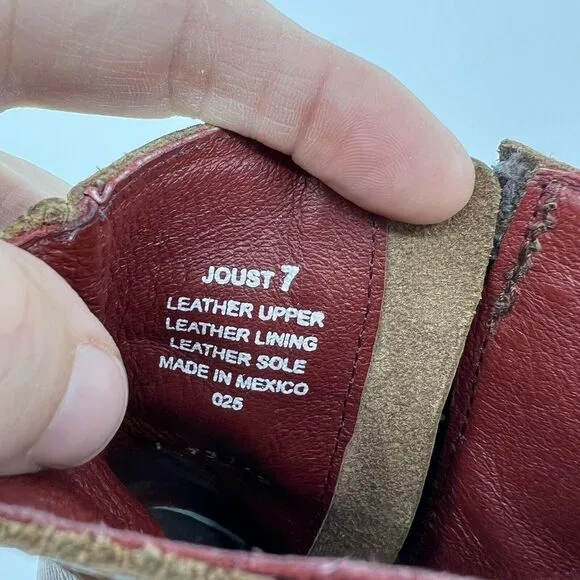 JOUST 7
LEATHER UPPER
LEATHER LINING
LEATHER SOLE
MADE IN MEXICO
025